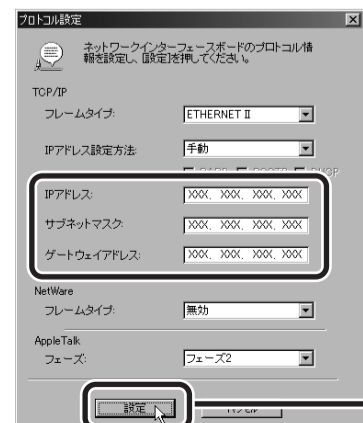 プロトコル設定
ネットワークインターフェースボードのプロトコル情
報を設定し、[設定]を押してください。
TCP/IP
フレームタイプ: ETHERNET II
IPアドレス設定方法: 手動
IPアドレス: XXX. XXX. XXX. XXX
サブネットマスク: XXX. XXX. XXX. XXX
ゲートウェイアドレス: XXX. XXX. XXX. XXX
NetWare
フレームタイプ: 無効
AppleTalk
フェーズ: フェーズ2
設定